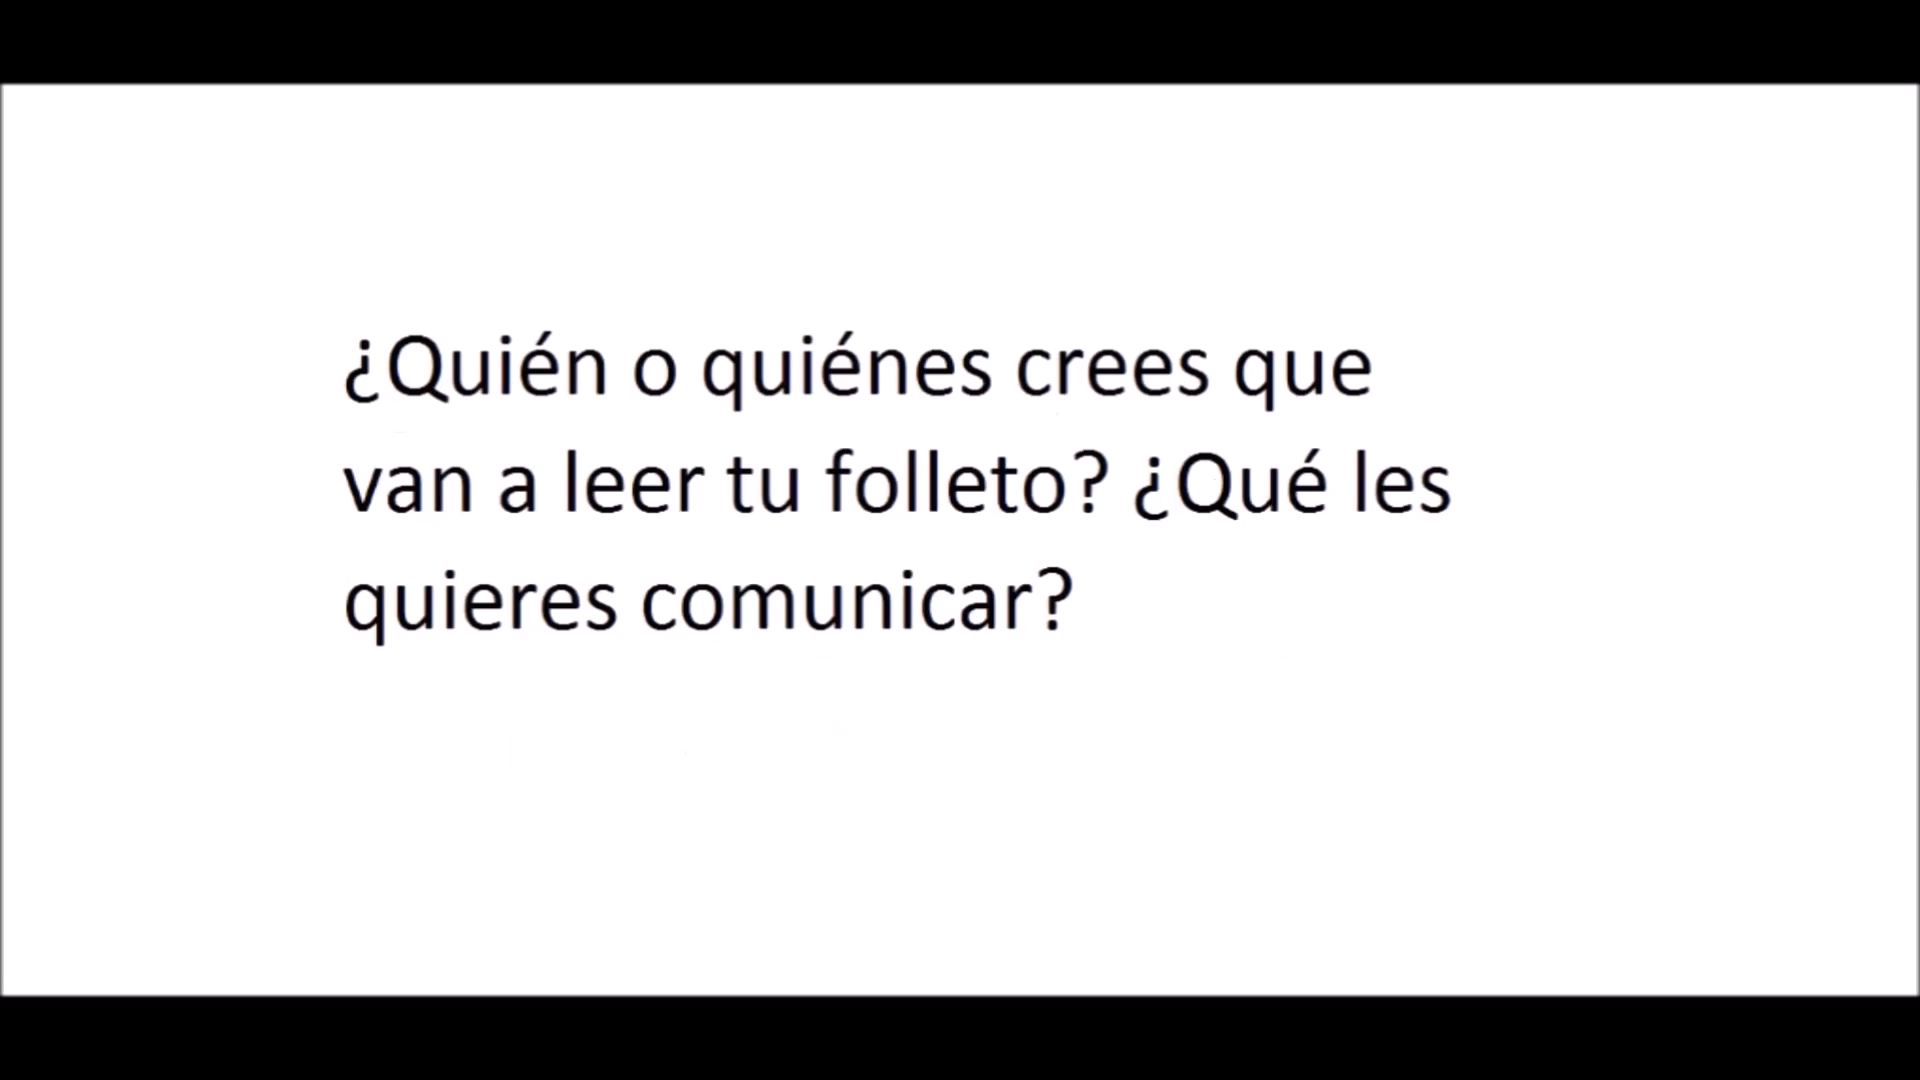 ¿Quién o quiénes crees que
van a leer tu folleto? ¿Qué les
quieres comunicar?